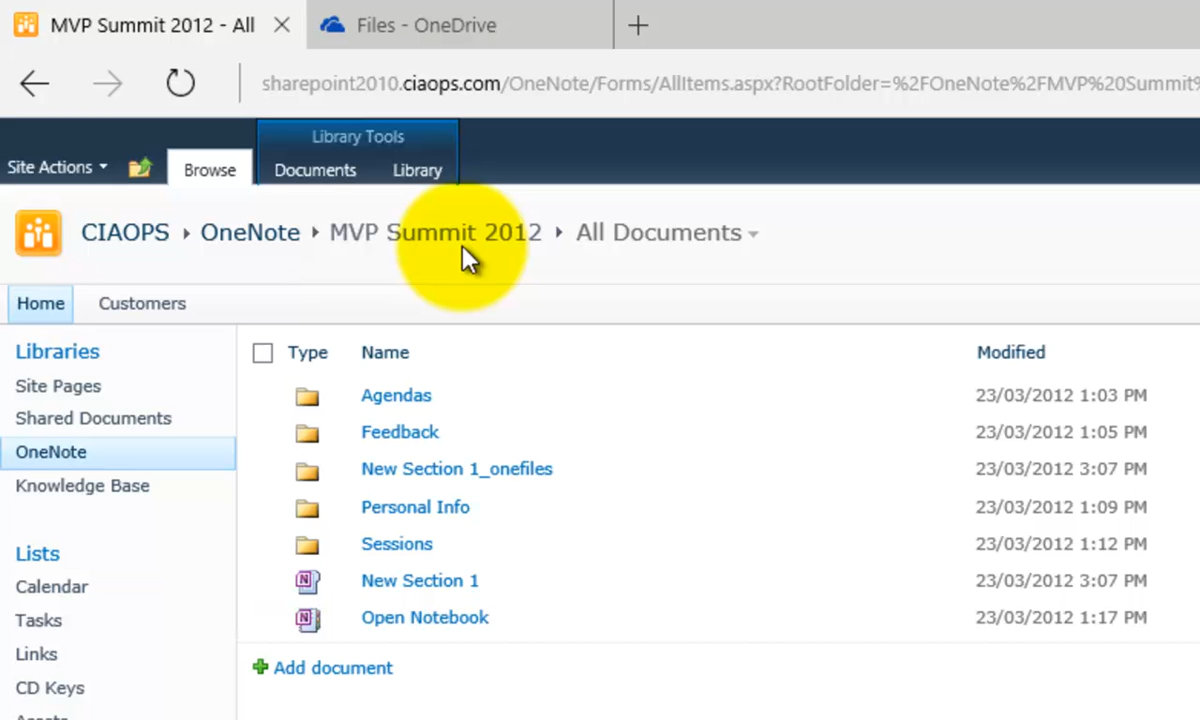 MVP Summit 2012 - All
Files - OneDrive
sharepoint2010.ciaops.com/OneNote/Forms/AllItems.aspx?RootFolder=%2FOneNote%2FMVP%20Summit%
Library Tools
Site Actions
Browse
Documents
Library
CIAOPS
OneNote
MVP Summit 2012
All Documents
Home
Customers
Libraries
Site Pages
Shared Documents
OneNote
Knowledge Base
Lists
Calendar
Tasks
Links
CD Keys
Type Name Modified
Agendas 23/03/2012 1:03 PM
Feedback 23/03/2012 1:05 PM
New Section 1_onefiles 23/03/2012 3:07 PM
Personal Info 23/03/2012 1:09 PM
Sessions 23/03/2012 1:12 PM
New Section 1 23/03/2012 3:07 PM
Open Notebook 23/03/2012 1:17 PM
Add document